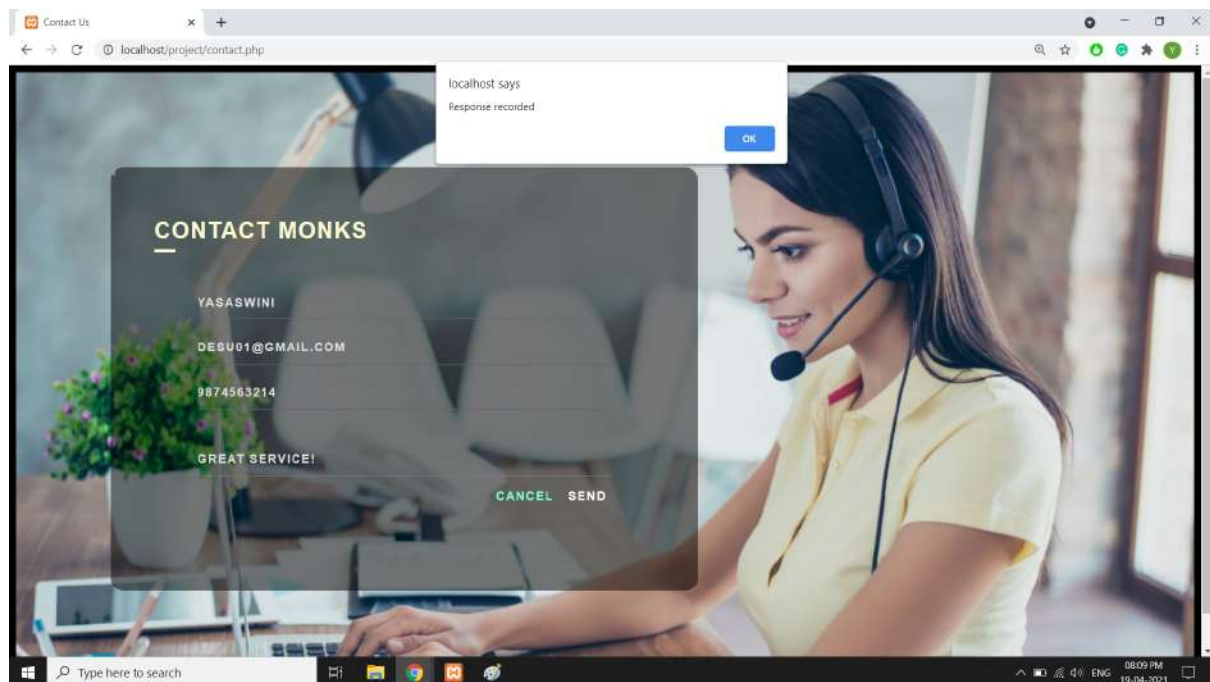 Contact Us
localhost/project/contact.php
Y
localhost says
Response recorded
OK
CONTACT MONKS
YASASWINI
DESU01@GMAIL.COM
9874563214
GREAT SERVICE!
CANCEL SEND
Type here to search
ENG
08:09 PM
19-04-2021